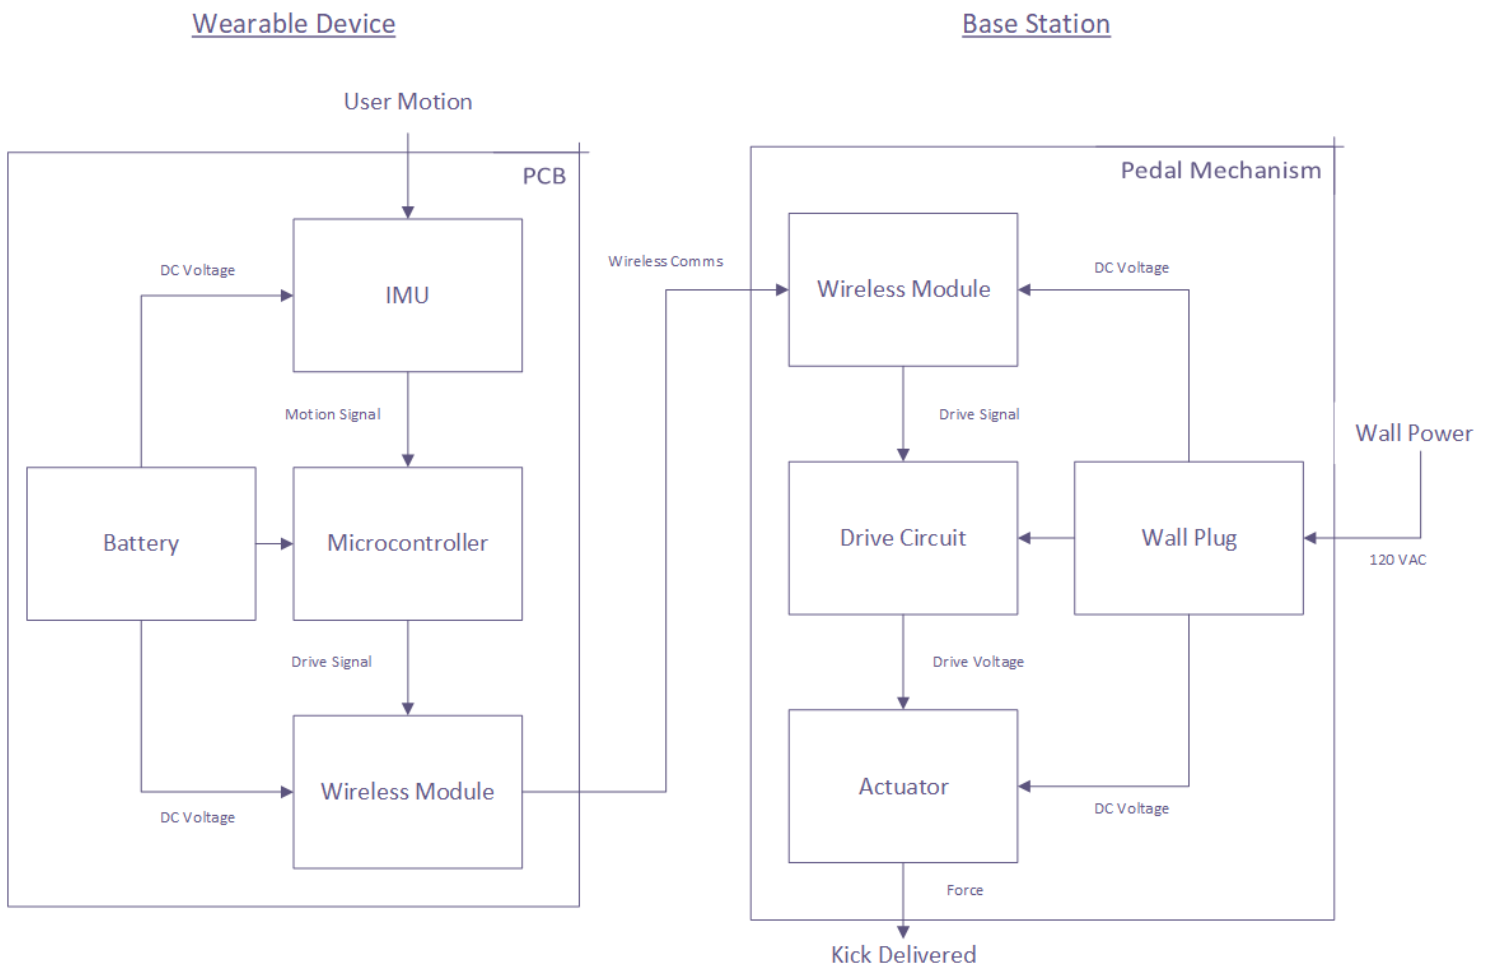 Wearable Device
Base Station
User Motion
PCB
Pedal Mechanism
DC Voltage
IMU
Wireless Comms
Wireless Module
DC Voltage
Motion Signal
Drive Signal
Wall Power
Battery
Microcontroller
Drive Circuit
Wall Plug
120 VAC
Drive Signal
Drive Voltage
Wireless Module
DC Voltage
Actuator
DC Voltage
Force
Kick Delivered